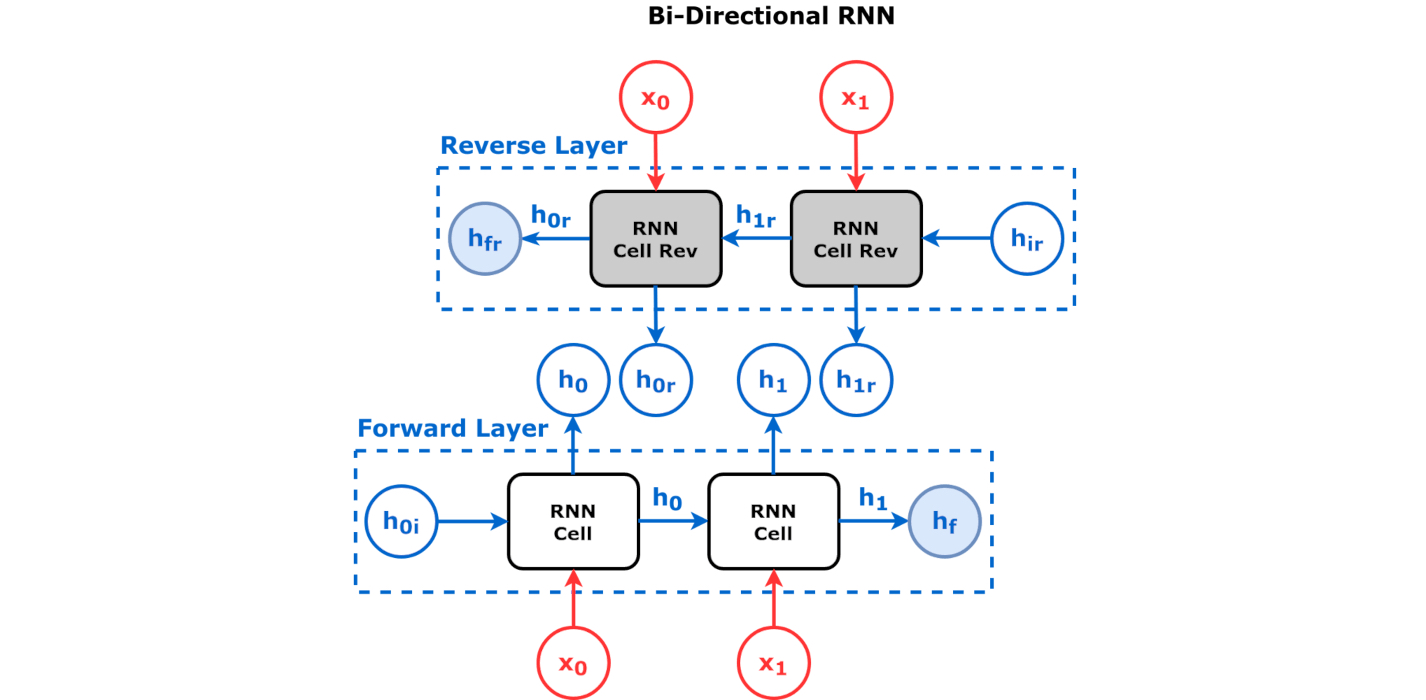 Bi-Directional RNN
x0 x1
Reverse Layer
hfr h0r RNN Cell Rev h1r RNN Cell Rev hir
h0 h0r h1 h1r
Forward Layer
h0i RNN Cell h0 RNN Cell h1 hf
x0 x1